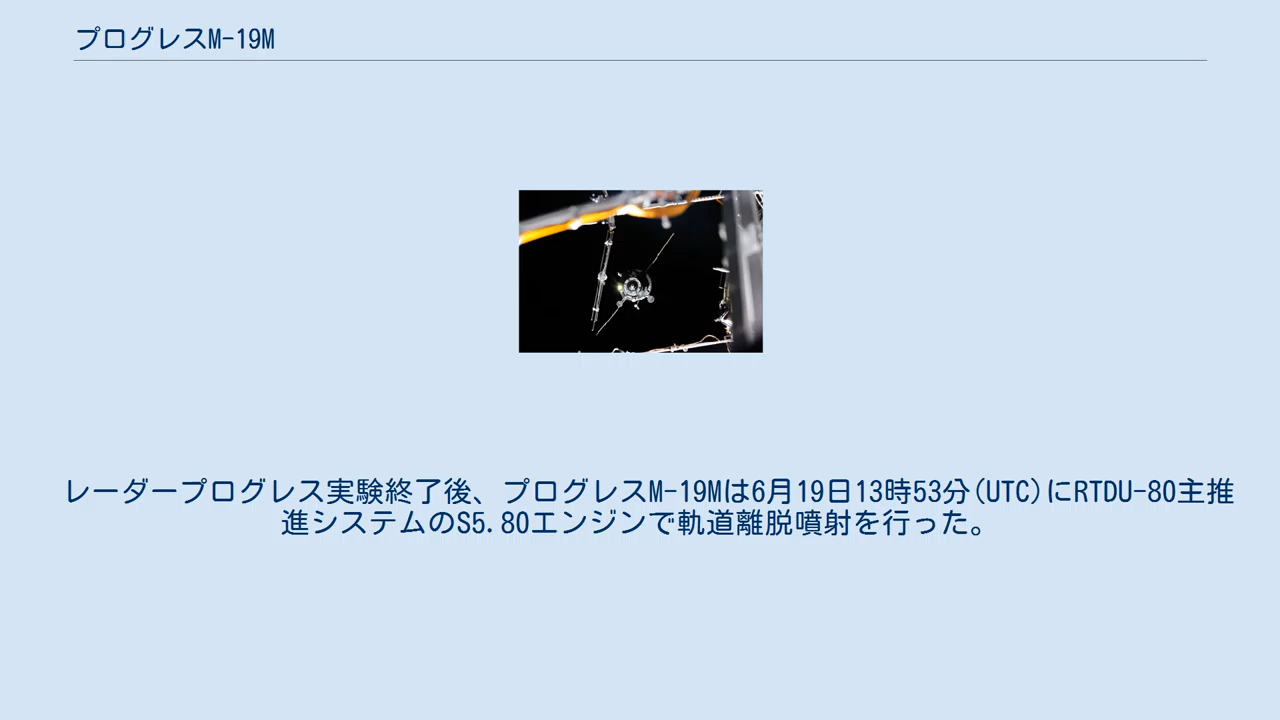 プログレスM-19M
レーダープログレス実験終了後、プログレスM-19Mは6月19日13時53分(UTC)にRTDU-80主推
進システムのS5.80エンジンで軌道離脱噴射を行った。